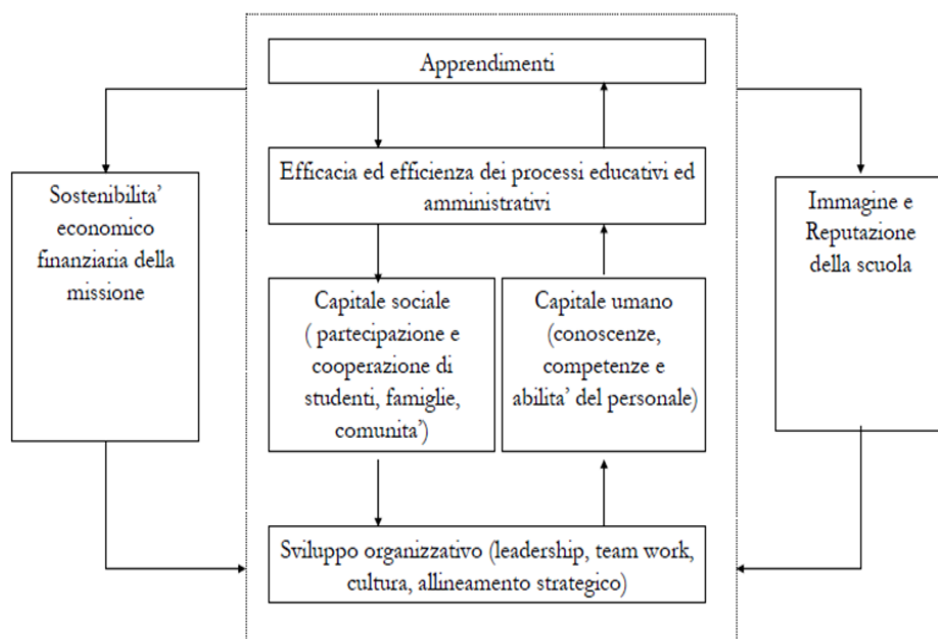 Apprendimenti
Efficacia ed efficienza dei processi educativi ed
amministrativi
Sostenibilita’
economico
finanziaria della
missione
Immagine e
Reputazione
della scuola
Capitale sociale
( partecipazione e
cooperazione di
studenti, famiglie,
comunita’)
Capitale umano
(conoscenze,
competenze e
abilita’ del personale)
Sviluppo organizzativo (leadership, team work,
cultura, allineamento strategico)